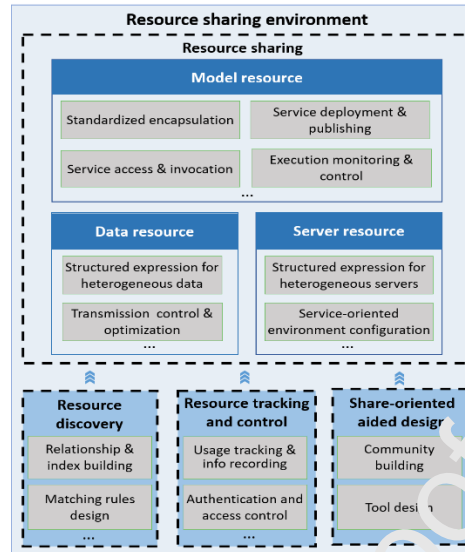 Resource sharing environment
Resource sharing
Model resource
Standardized encapsulation
Service deployment &
publishing
Service access & invocation
Execution monitoring &
control
...
Data resource
Structured expression for
heterogeneous data
Transmission control &
optimization
...
Server resource
Structured expression for
heterogeneous servers
Service-oriented
environment configuration
...
Resource
discovery
Relationship &
index building
Matching rules
design
...
Resource tracking
and control
Usage tracking &
info recording
Authentication and
access control
...
Share-oriented
aided design
Community
building
Tool design
...